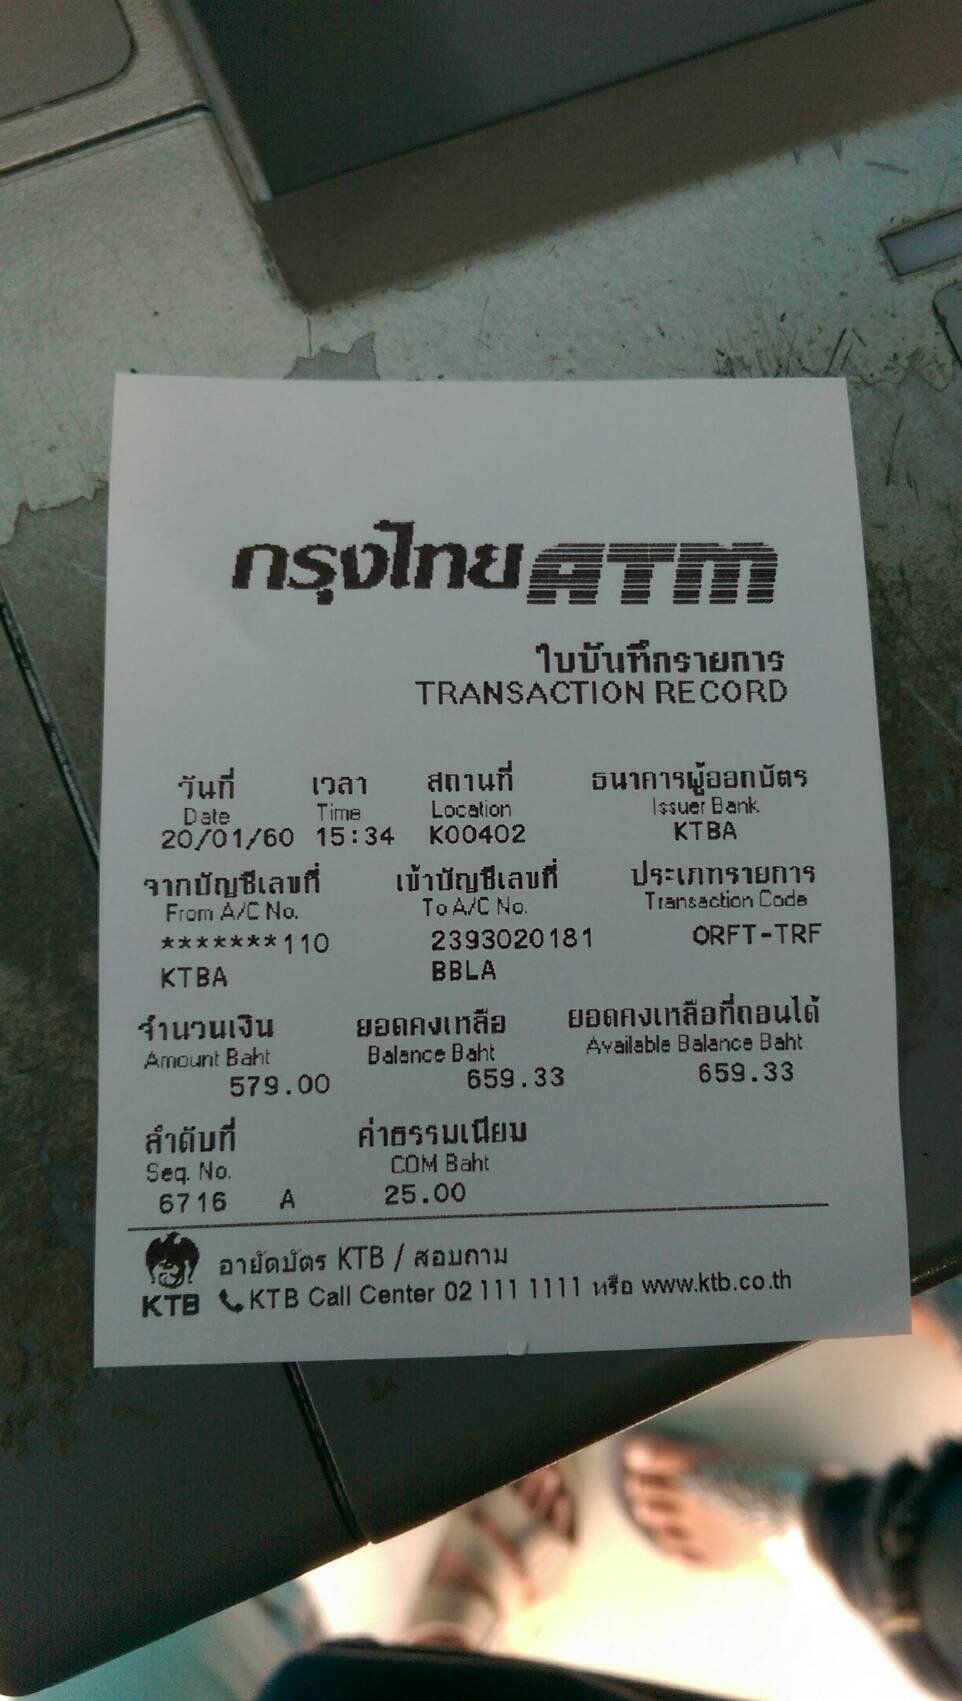 กรุงไทย ATM
ใบบันทึกรายการ
TRANSACTION RECORD
วันที่ เวลา สถานที่ ธนาคารผู้ออกบัตร
Date Time Location Issuer Bank
20/01/60 15:34 K00402 KTBA
จากบัญชีเลขที่ เข้าบัญชีเลขที่ ประเภทรายการ
From A/C No. To A/C No. Transaction Code
*******110 2393020181 ORFT-TRF
KTBA BBLA
จำนวนเงิน ยอดคงเหลือ ยอดคงเหลือที่ถอนได้
Amount Baht Balance Baht Available Balance Baht
579.00 659.33 659.33
ลำดับที่ ค่าธรรมเนียม
Seq. No. COM Baht
6716 A 25.00
อายัดบัตร KTB / สอบถาม
KTB KTB Call Center 02 111 1111 หรือ www.ktb.co.th